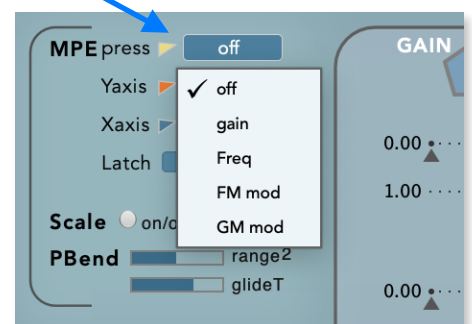 MPE press off GAIN
Yaxis ✓ off
Xaxis gain 0.00
Latch Freq
FM mod 1.00
Scale on/o GM mod
PBend range2
glideT 0.00